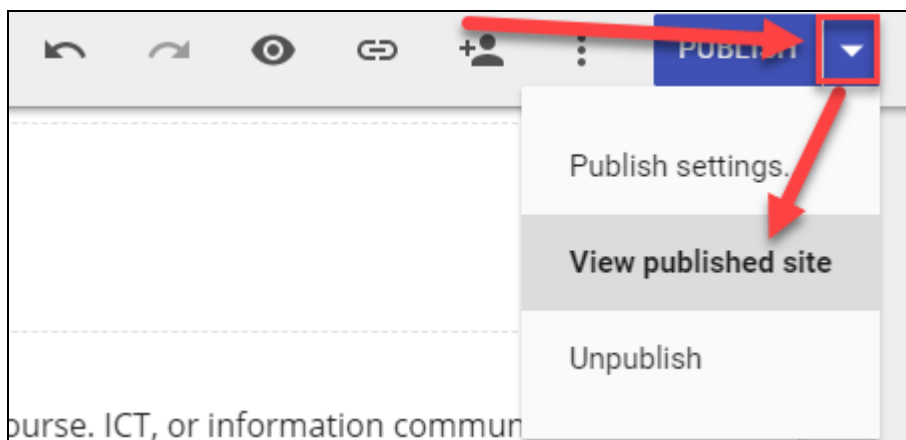 PUBLISH
Publish settings.
View published site
Unpublish
ourse. ICT, or information commun